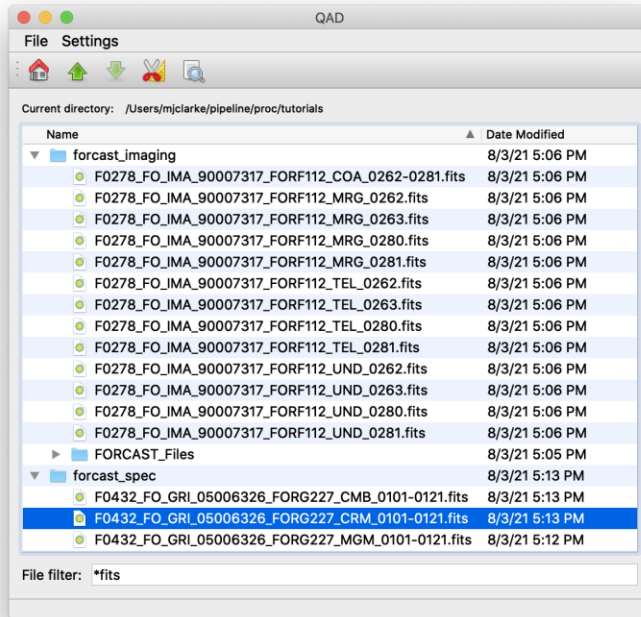 QAD
File Settings
Current directory: /Users/mjclarke/pipeline/proc/tutorials
Name Date Modified
forcast_imaging 8/3/21 5:06 PM
F0278_FO_IMA_90007317_FORF112_COA_0262-0281.fits 8/3/21 5:06 PM
F0278_FO_IMA_90007317_FORF112_MRG_0262.fits 8/3/21 5:06 PM
F0278_FO_IMA_90007317_FORF112_MRG_0263.fits 8/3/21 5:06 PM
F0278_FO_IMA_90007317_FORF112_MRG_0280.fits 8/3/21 5:06 PM
F0278_FO_IMA_90007317_FORF112_MRG_0281.fits 8/3/21 5:06 PM
F0278_FO_IMA_90007317_FORF112_TEL_0262.fits 8/3/21 5:06 PM
F0278_FO_IMA_90007317_FORF112_TEL_0263.fits 8/3/21 5:06 PM
F0278_FO_IMA_90007317_FORF112_TEL_0280.fits 8/3/21 5:06 PM
F0278_FO_IMA_90007317_FORF112_TEL_0281.fits 8/3/21 5:06 PM
F0278_FO_IMA_90007317_FORF112_UND_0262.fits 8/3/21 5:06 PM
F0278_FO_IMA_90007317_FORF112_UND_0263.fits 8/3/21 5:06 PM
F0278_FO_IMA_90007317_FORF112_UND_0280.fits 8/3/21 5:06 PM
F0278_FO_IMA_90007317_FORF112_UND_0281.fits 8/3/21 5:06 PM
FORCAST_Files 8/3/21 5:05 PM
forcast_spec 8/3/21 5:13 PM
F0432_FO_GRI_05006326_FORG227_CMB_0101-0121.fits 8/3/21 5:13 PM
F0432_FO_GRI_05006326_FORG227_CRM_0101-0121.fits 8/3/21 5:13 PM
F0432_FO_GRI_05006326_FORG227_MGM_0101-0121.fits 8/3/21 5:12 PM
File filter: *fits